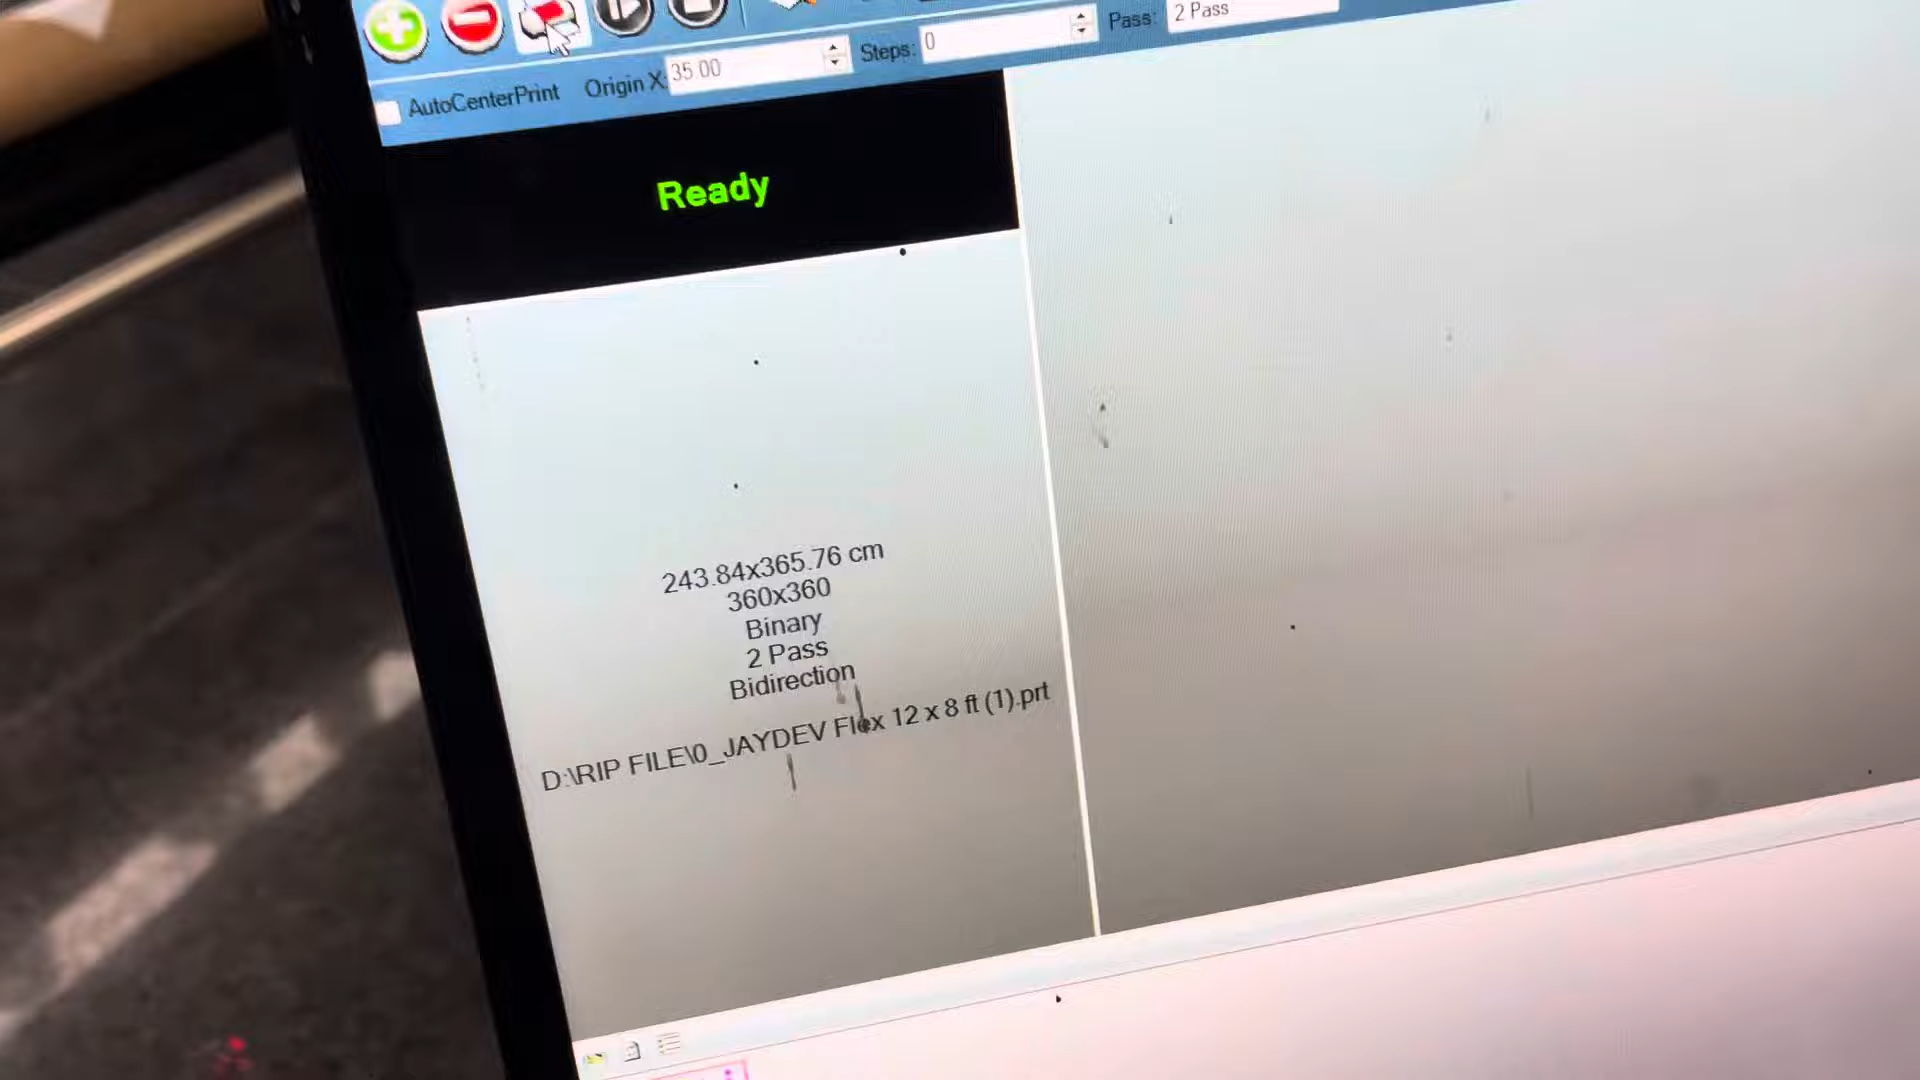 Pass: 2 Pass
Steps: 0
AutoCenterPrint Origin X: 35.00
Ready
243.84x365.76 cm
360x360
Binary
2 Pass
Bidirection
D:\RIP FILE\0_JAYDEV Flex 12 x 8 ft (1).prt